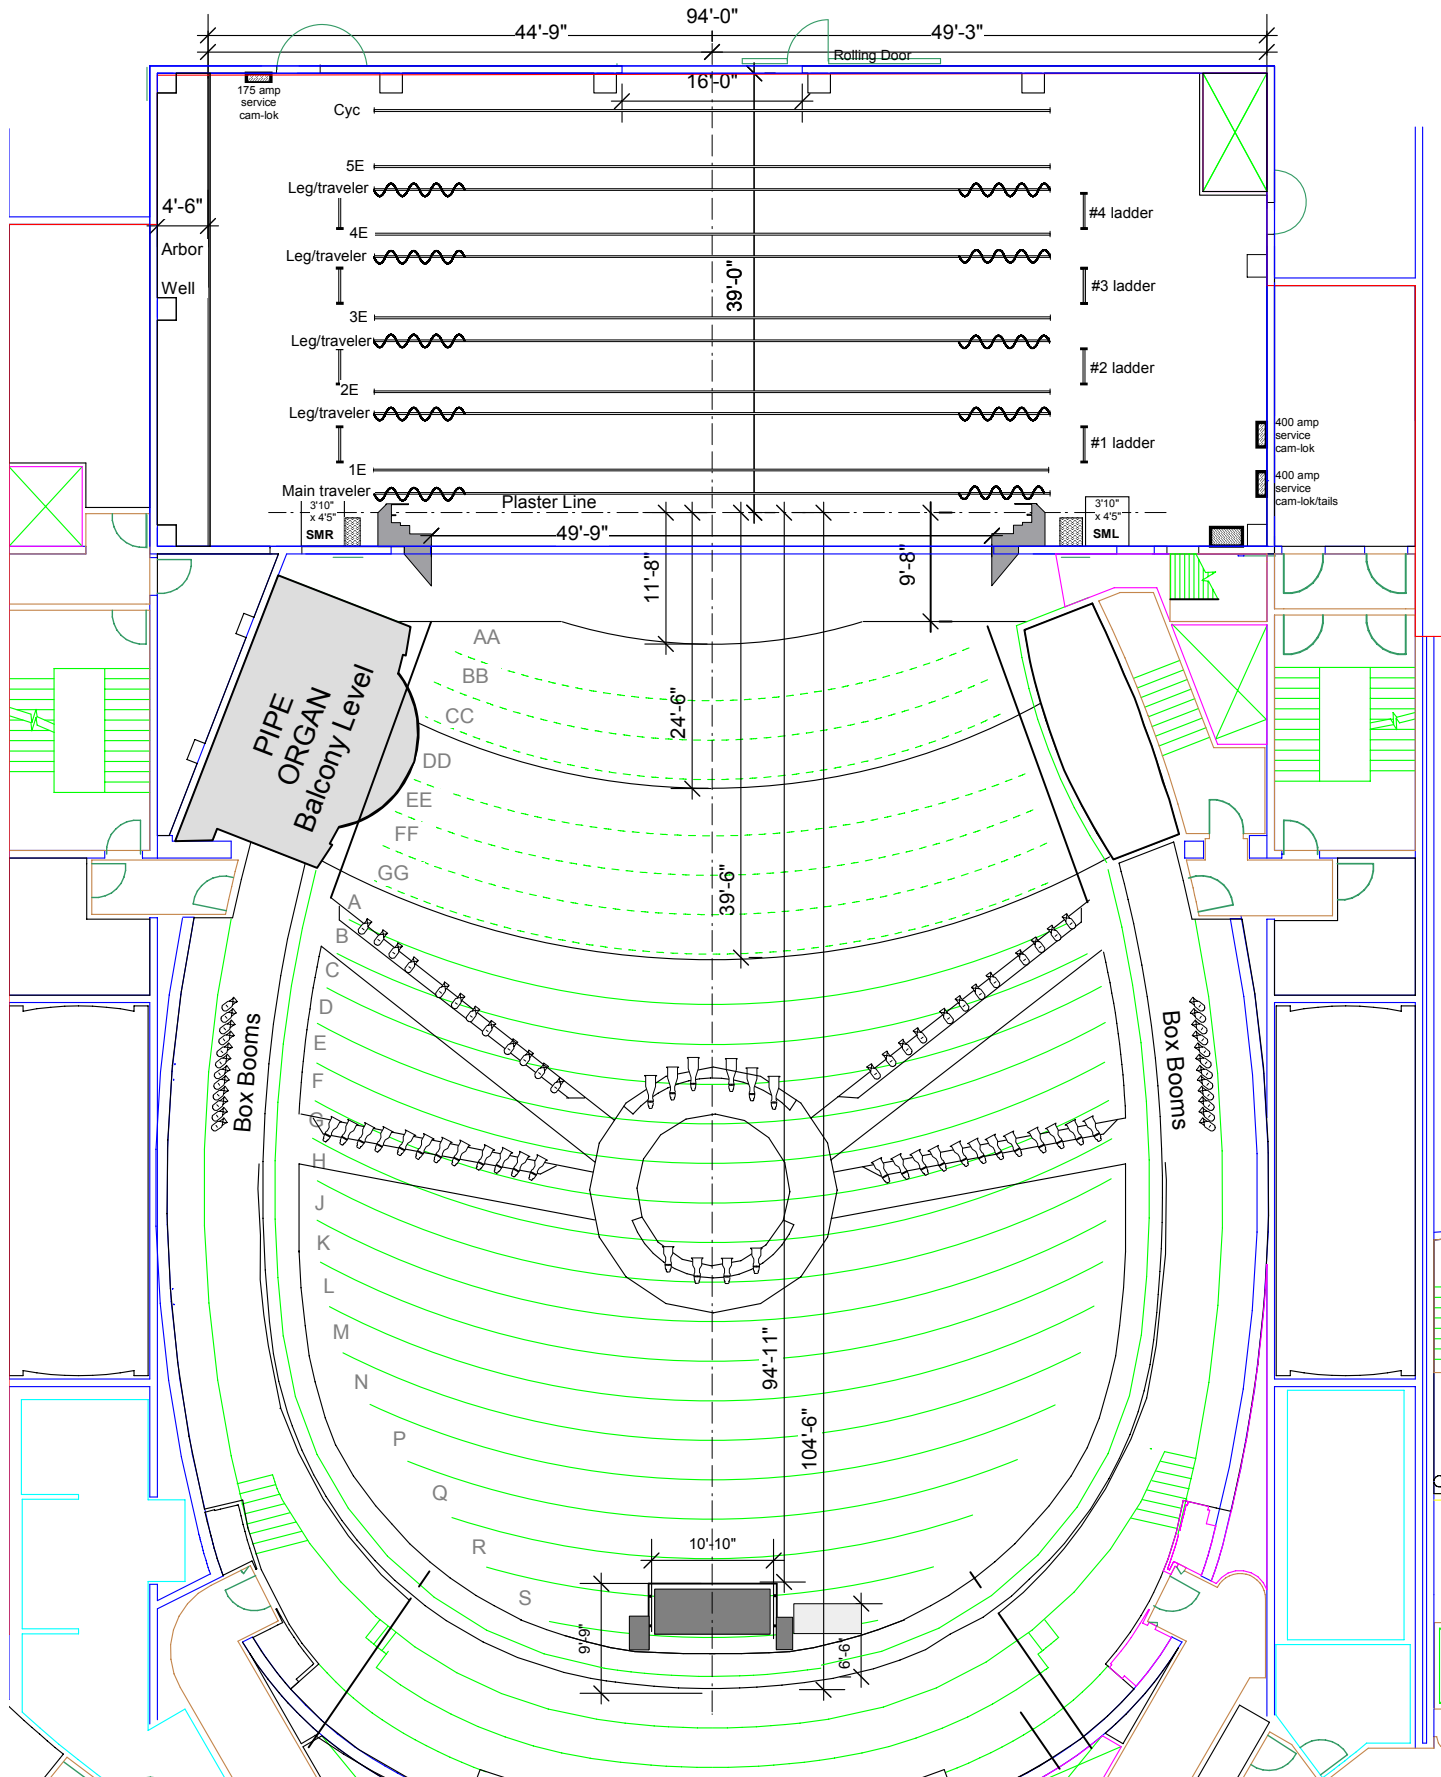 94'-0"
44'-9"
49'-3"
Rolling Door
175 amp
service
cam-lok
16'-0"
Cyc
5E
Leg/traveler
4'-6"
#4 ladder
4E
Arbor
Leg/traveler
39'-0"
Well
#3 ladder
3E
Leg/traveler
#2 ladder
2E
Leg/traveler
400 amp
service
cam-lok
#1 ladder
1E
400 amp
service
cam-lok/tails
Main traveler
Plaster Line
3'10"
x 4'5"
SMR
3'10"
x 4'5"
SML
49'-9"
11'-8"
9'-8"
AA
BB
CC
DD
EE
FF
GG
PIPE
ORGAN
Balcony Level
24'-6"
39'-6"
A
B
C
D
E
F
G
H
J
K
L
M
N
P
Q
R
S
Box Booms
Box Booms
94'-11"
104'-6"
10'-10"
9'-9"
6'-6"